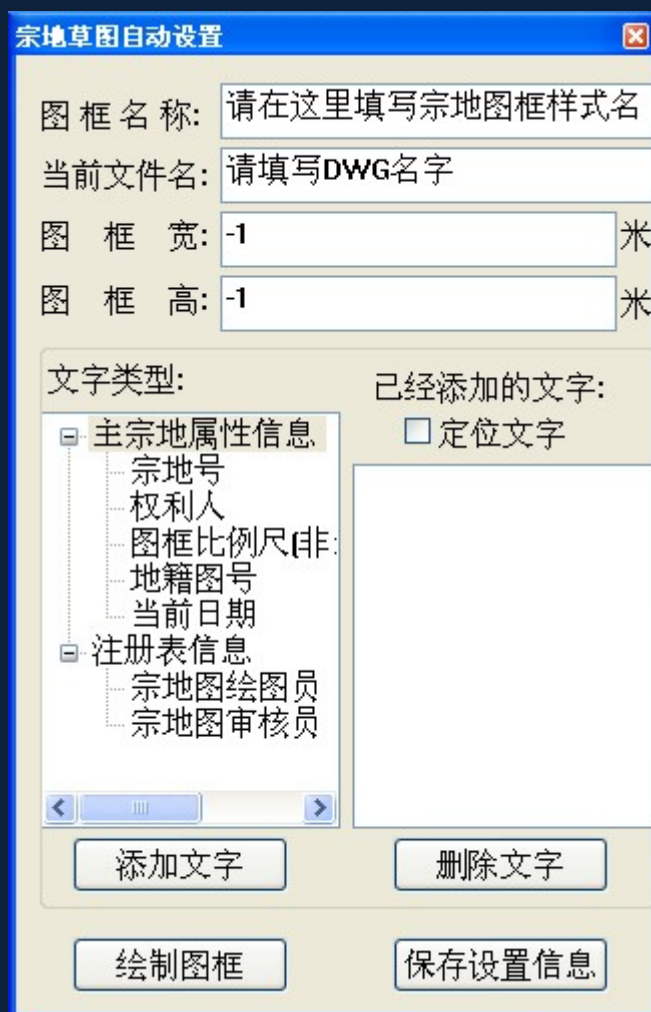 宗地草图自动设置
图框名称: 请在这里填写宗地图框样式名
当前文件名: 请填写DWG名字
图框宽: -1 米
图框高: -1 米
文字类型:
已经添加的文字:
定位文字
主宗地属性信息
宗地号
权利人
图框比例尺(非
地籍图号
当前日期
注册表信息
宗地图绘图员
宗地图审核员
添加文字 删除文字
绘制图框 保存设置信息